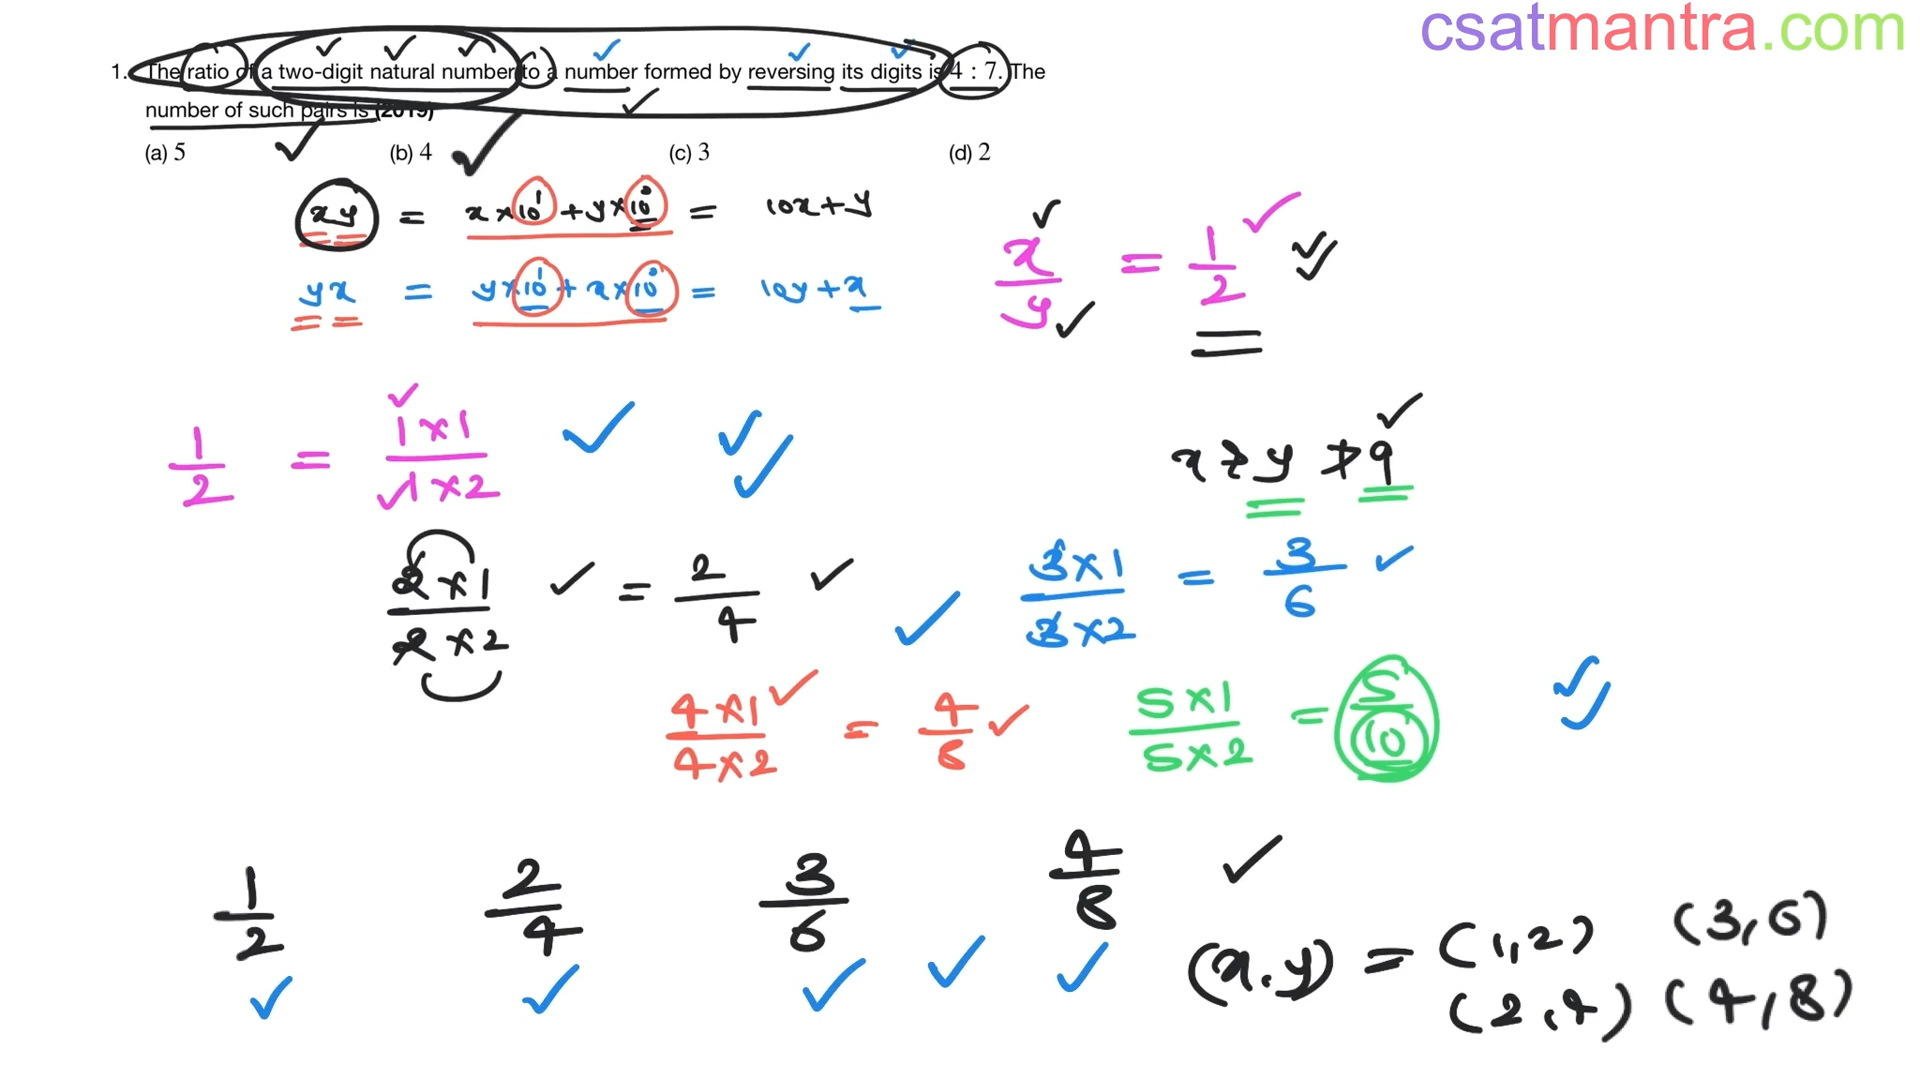 csatmantra.com
1. The ratio of a two-digit natural number to a number formed by reversing its digits is 4 : 7. The
number of such pairs is (2019)
(a) 5 (b) 4 (c) 3 (d) 2
xy = x×10¹ + y×10⁰ = 10x+y
yx = y×10¹ + x×10⁰ = 10y+x
x/y = 1/2
1/2 = 1×1/1×2
x ≯ y ≯ 9
2×1/2×2 = 2/4
3×1/3×2 = 3/6
4×1/4×2 = 4/8
5×1/5×2 = 5/10
1/2 2/4 3/6 4/8
(x,y) = (1,2) (3,6)
(2,4) (4,8)